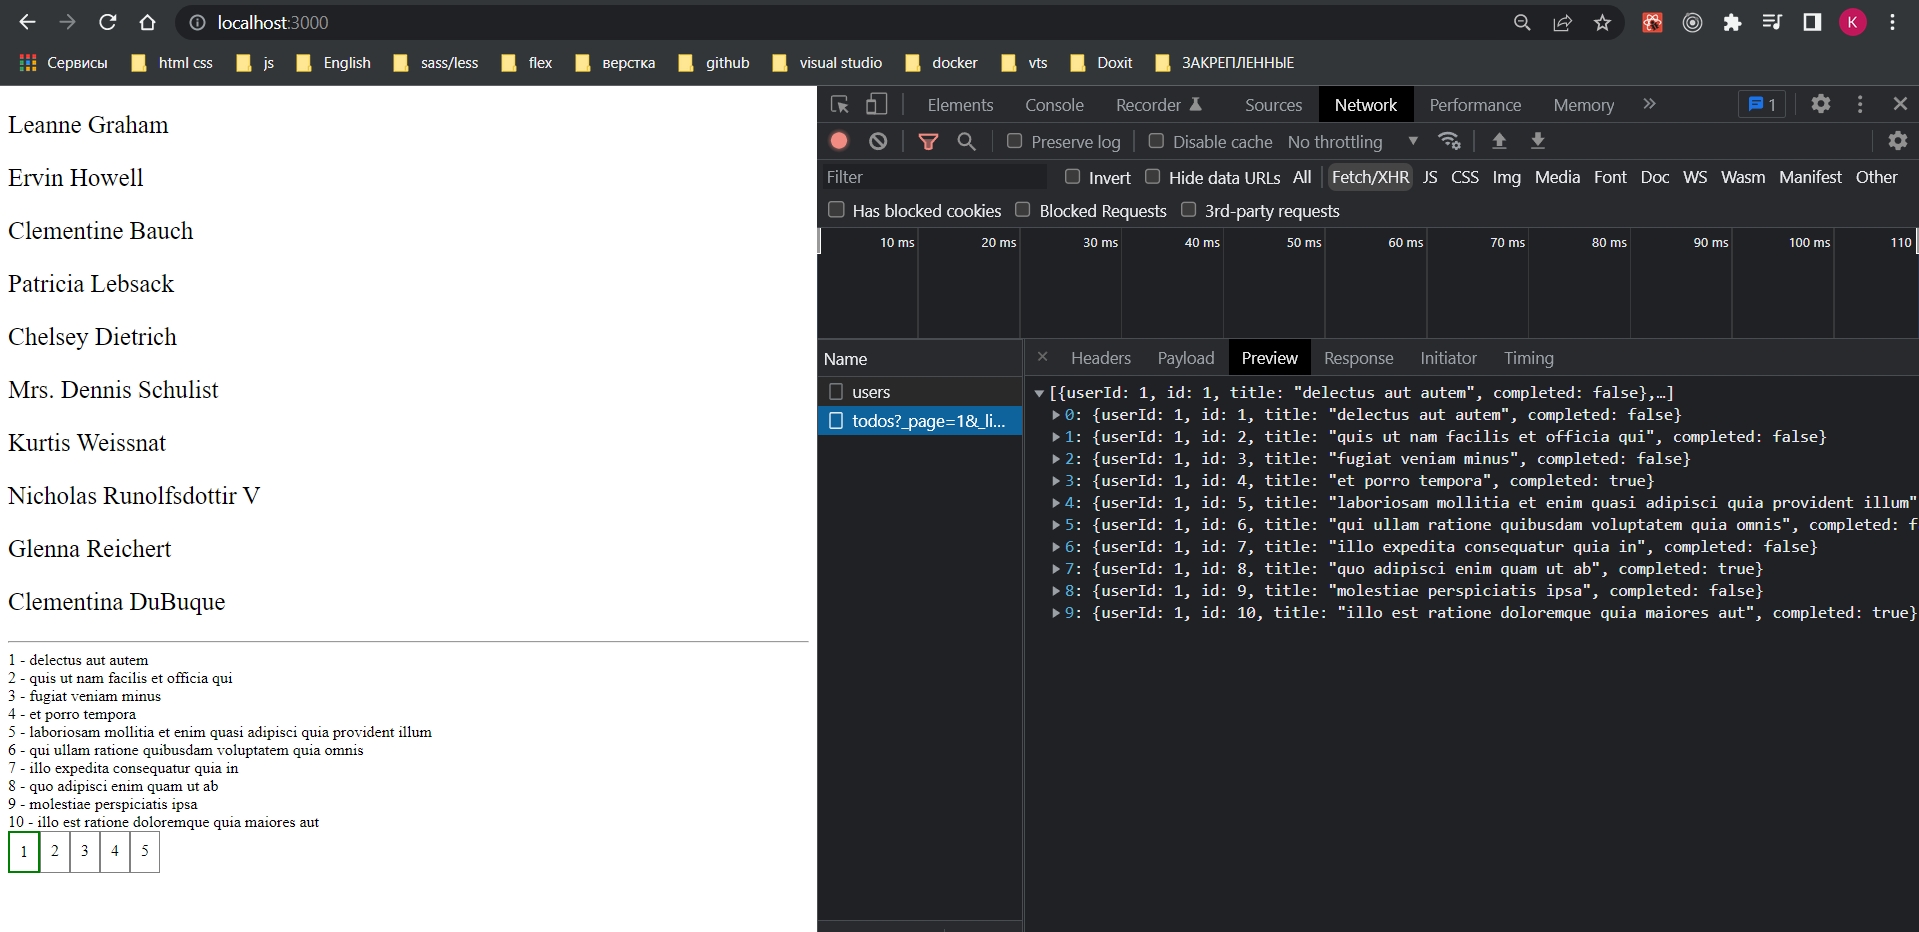 localhost:3000
K
Сервисы html css js English sass/less flex верстка github visual studio docker vts Doxit ЗАКРЕПЛЕННЫЕ
Leanne Graham
Ervin Howell
Clementine Bauch
Patricia Lebsack
Chelsey Dietrich
Mrs. Dennis Schulist
Kurtis Weissnat
Nicholas Runolfsdottir V
Glenna Reichert
Clementina DuBuque
1 - delectus aut autem
2 - quis ut nam facilis et officia qui
3 - fugiat veniam minus
4 - et porro tempora
5 - laboriosam mollitia et enim quasi adipisci quia provident illum
6 - qui ullam ratione quibusdam voluptatem quia omnis
7 - illo expedita consequatur quia in
8 - quo adipisci enim quam ut ab
9 - molestiae perspiciatis ipsa
10 - illo est ratione doloremque quia maiores aut
1 2 3 4 5
Elements Console Recorder Sources Network Performance Memory » 1
Preserve log Disable cache No throttling
Filter Invert Hide data URLs All Fetch/XHR JS CSS Img Media Font Doc WS Wasm Manifest Other
Has blocked cookies Blocked Requests 3rd-party requests
10 ms 20 ms 30 ms 40 ms 50 ms 60 ms 70 ms 80 ms 90 ms 100 ms 110
Name
users
todos?_page=1&_li...
Headers Payload Preview Response Initiator Timing
[{userId: 1, id: 1, title: "delectus aut autem", completed: false},…]
0: {userId: 1, id: 1, title: "delectus aut autem", completed: false}
1: {userId: 1, id: 2, title: "quis ut nam facilis et officia qui", completed: false}
2: {userId: 1, id: 3, title: "fugiat veniam minus", completed: false}
3: {userId: 1, id: 4, title: "et porro tempora", completed: true}
4: {userId: 1, id: 5, title: "laboriosam mollitia et enim quasi adipisci quia provident illum"
5: {userId: 1, id: 6, title: "qui ullam ratione quibusdam voluptatem quia omnis", completed: f
6: {userId: 1, id: 7, title: "illo expedita consequatur quia in", completed: false}
7: {userId: 1, id: 8, title: "quo adipisci enim quam ut ab", completed: true}
8: {userId: 1, id: 9, title: "molestiae perspiciatis ipsa", completed: false}
9: {userId: 1, id: 10, title: "illo est ratione doloremque quia maiores aut", completed: true}